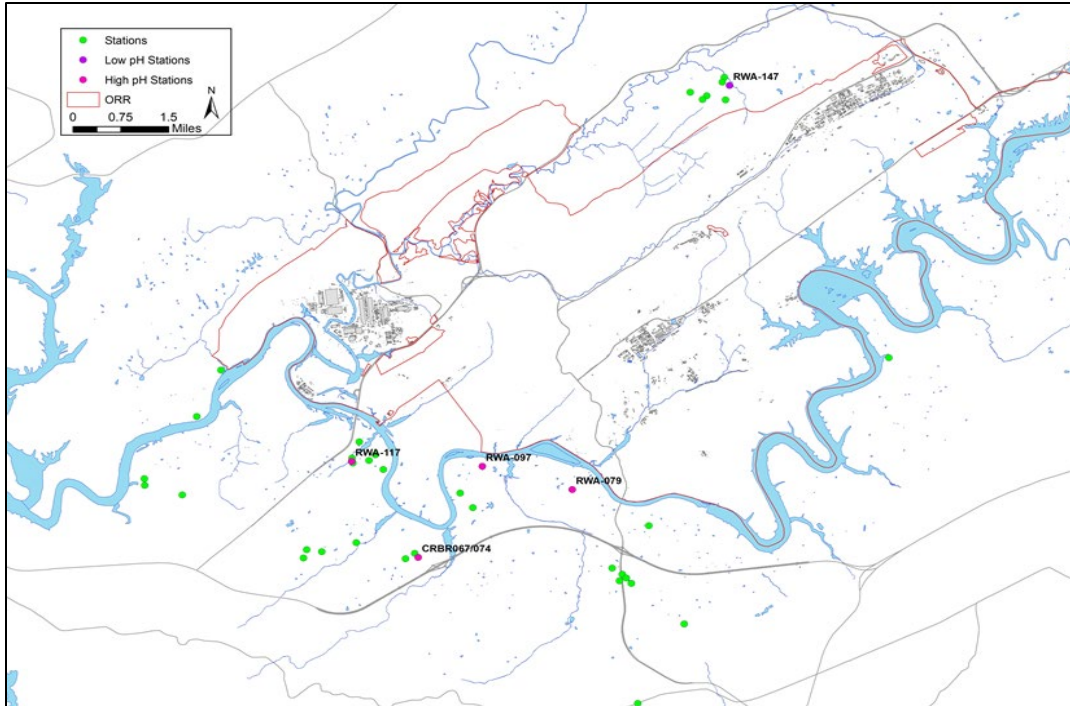 Stations
Low pH Stations
High pH Stations
ORR
N
0 0.75 1.5
Miles
RWA-147
RWA-117
RWA-097
RWA-079
CRBR067/074